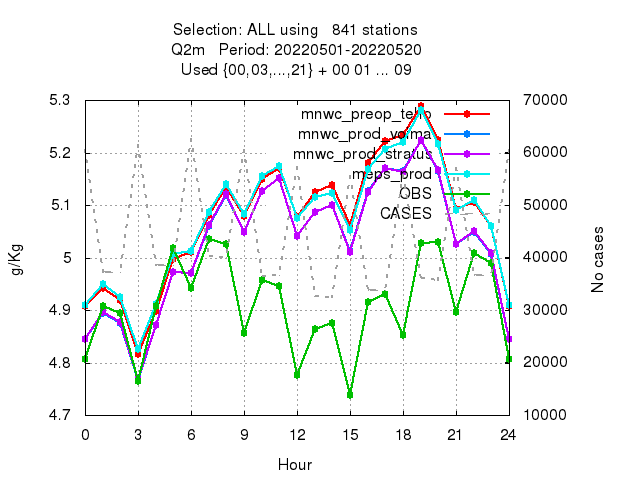 Selection: ALL using 841 stations
Q2m Period: 20220501-20220520
Used {00,03,...,21} + 00 01 ... 09
5.3
5.2
5.1
5
4.9
4.8
4.7
g/Kg
70000
60000
50000
40000
30000
20000
10000
No cases
mnwc_preop_tekro
mnwc_prod_vorma
mnwc_prod_stratus
meps_prod
OBS
CASES
0 3 6 9 12 15 18 21 24
Hour